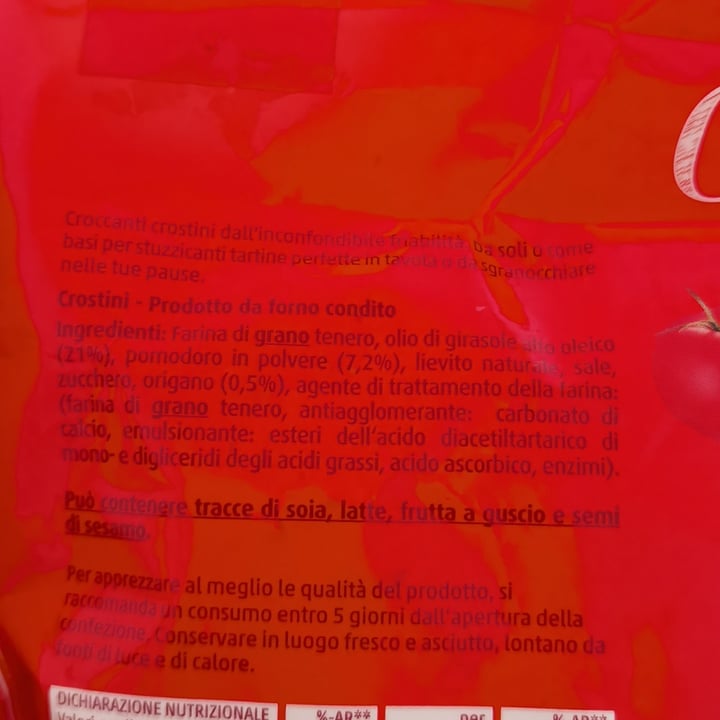 Croccanti crostini dall'inconfondibile friabilità, da soli o come
basi per stuzzicanti tartine perfette in tavola o da sgranocchiare
nelle tue pause.
Crostini - Prodotto da forno condito
Ingredienti: Farina di grano tenero, olio di girasole alto oleico
(21%), pomodoro in polvere (7,2%), lievito naturale, sale,
zucchero, origano (0,5%), agente di trattamento della farina:
(farina di grano tenero, antiagglomerante: carbonato di
calcio, emulsionante: esteri dell'acido diacetiltartarico di
mono- e digliceridi degli acidi grassi, acido ascorbico, enzimi).
Può contenere tracce di soia, latte, frutta a guscio e semi
di sesamo.
Per apprezzare al meglio le qualità del prodotto, si
raccomanda un consumo entro 5 giorni dall'apertura della
confezione. Conservare in luogo fresco e asciutto, lontano da
fonti di luce e di calore.
DICHIARAZIONE NUTRIZIONALE %-AR** per %-AR**